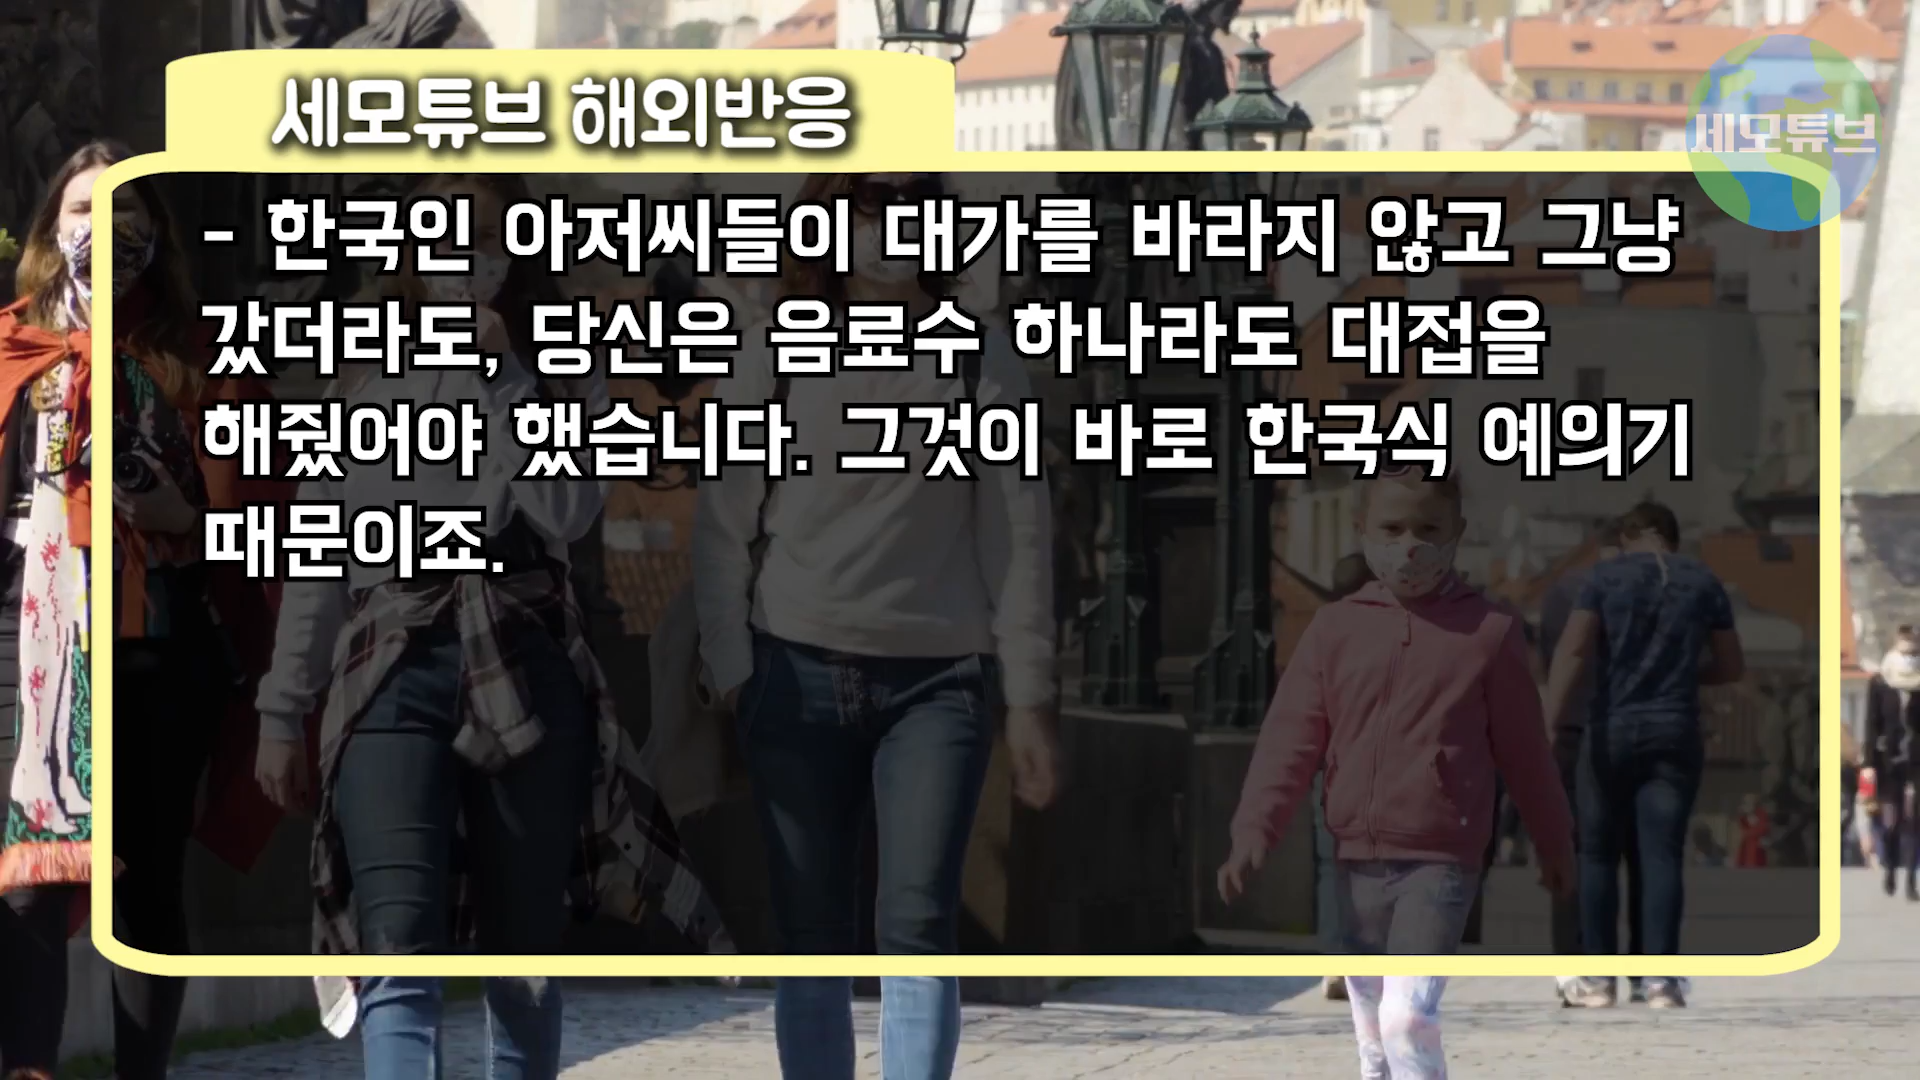 세모튜브 해외반응
세모튜브
- 한국인 아저씨들이 대가를 바라지 않고 그냥
갔더라도, 당신은 음료수 하나라도 대접을
해줬어야 했습니다. 그것이 바로 한국식 예의기
때문이죠.